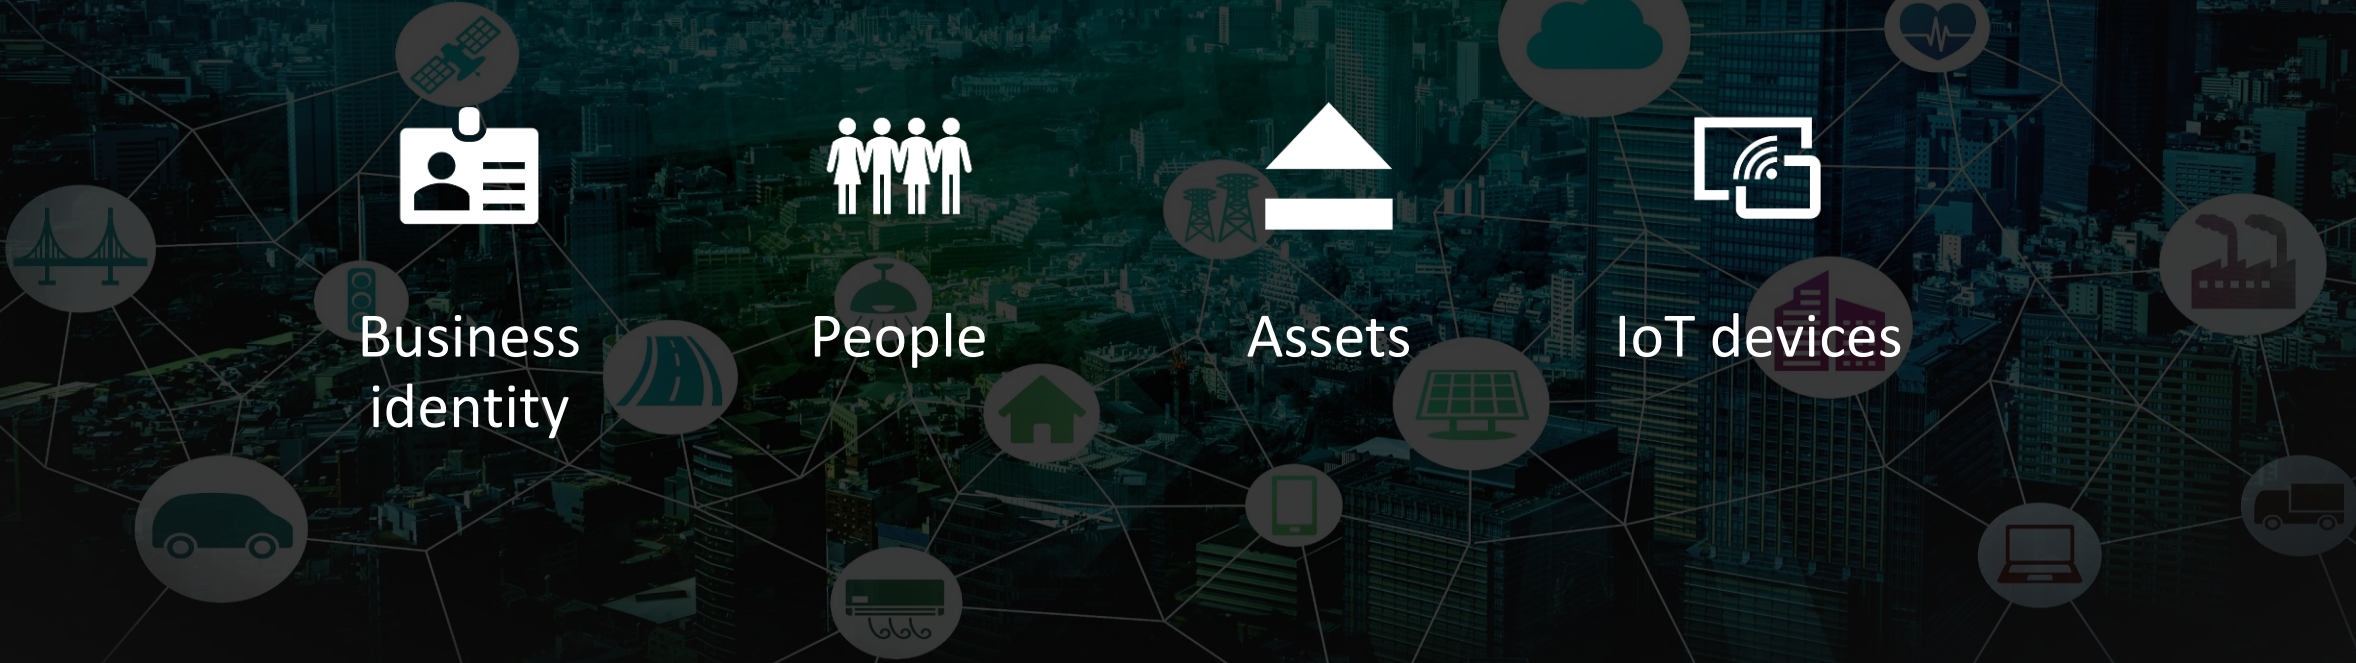 Business
identity
People
Assets
IoT devices